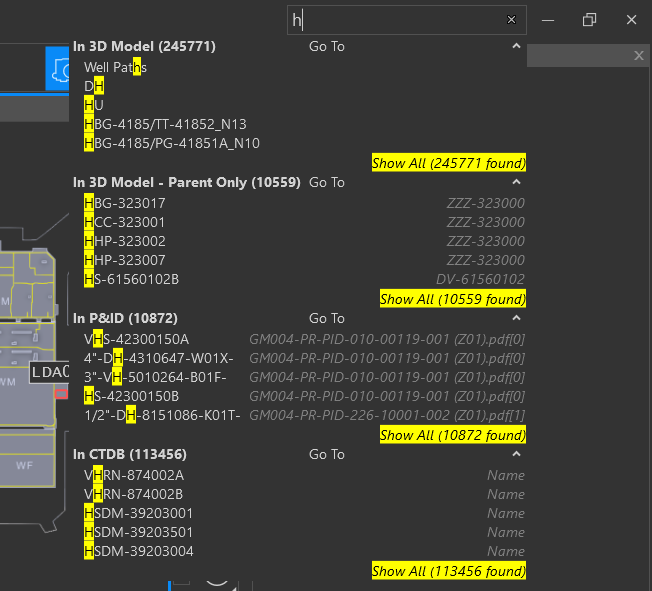 h
In 3D Model (245771) Go To
Well Paths
DH
HU
HBG-4185/TT-41852_N13
HBG-4185/PG-41851A_N10
Show All (245771 found)
In 3D Model - Parent Only (10559) Go To
HBG-323017 ZZZ-323000
HCC-323001 ZZZ-323000
HHP-323002 ZZZ-323000
HHP-323007 ZZZ-323000
HS-61560102B DV-61560102
Show All (10559 found)
In P&ID (10872) Go To
VHS-42300150A GM004-PR-PID-010-00119-001 (Z01).pdf[0]
4"-DH-4310647-W01X- GM004-PR-PID-010-00119-001 (Z01).pdf[0]
3"-VH-5010264-B01F- GM004-PR-PID-010-00119-001 (Z01).pdf[0]
HS-42300150B GM004-PR-PID-010-00119-001 (Z01).pdf[0]
1/2"-DH-8151086-K01T- GM004-PR-PID-226-10001-002 (Z01).pdf[1]
Show All (10872 found)
In CTDB (113456) Go To
VHRN-874002A Name
VHRN-874002B Name
HSDM-39203001 Name
HSDM-39203501 Name
HSDM-39203004 Name
Show All (113456 found)
WM
WF